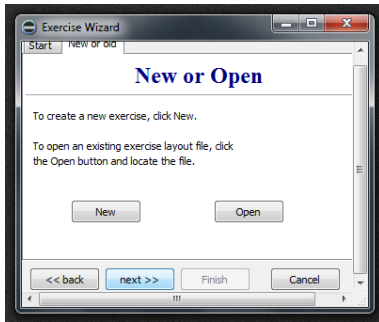 Exercise Wizard
Start New or old
New or Open
To create a new exercise, click New.
To open an existing exercise layout file, click
the Open button and locate the file.
New Open
<< back next >> Finish Cancel